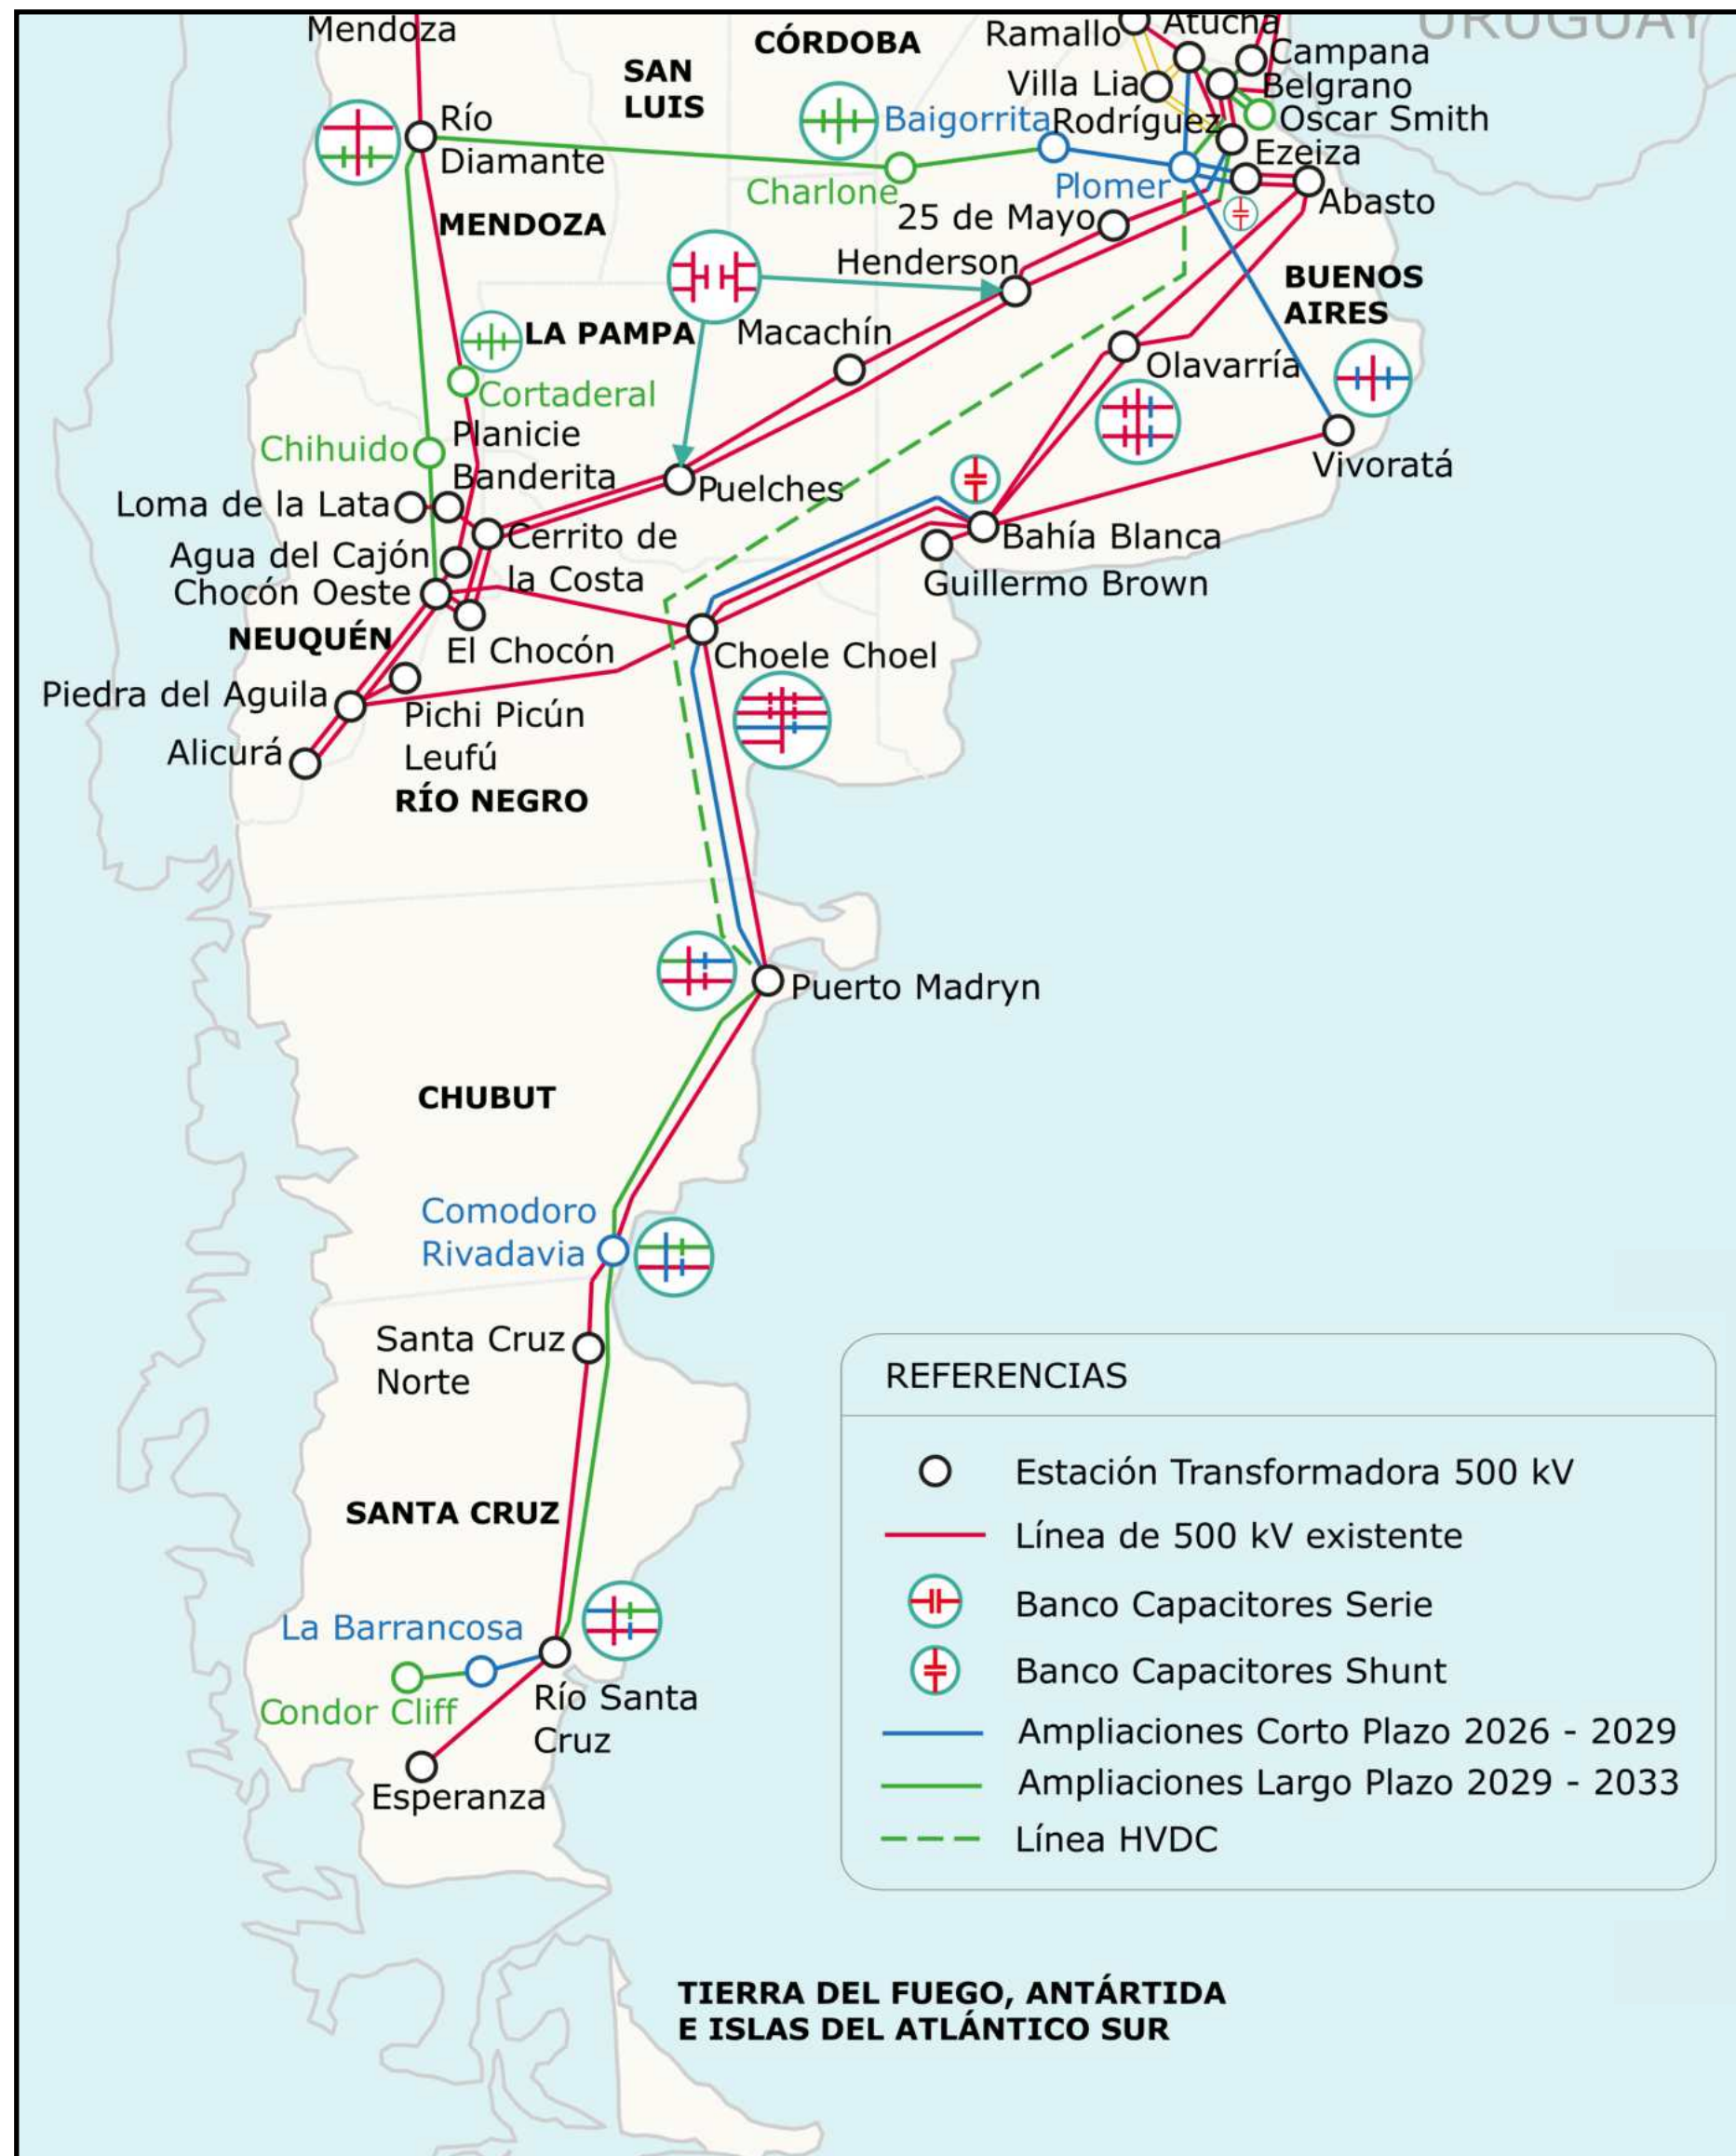 Mendoza
CÓRDOBA
Ramallo
Atucha
URUGUAY
SAN
LUIS
Campana
Villa Lia
Belgrano
Río
Diamante
Baigorrita
Rodríguez
Oscar Smith
Ezeiza
Charlone
Plomer
Abasto
MENDOZA
25 de Mayo
Henderson
BUENOS
AIRES
LA PAMPA
Macachín
Olavarría
Cortaderal
Chihuido
Planicie
Banderita
Vivoratá
Loma de la Lata
Puelches
Cerrito de
la Costa
Bahía Blanca
Agua del Cajón
Chocón Oeste
Guillermo Brown
NEUQUÉN
El Chocón
Choele Choel
Piedra del Aguila
Pichi Picún
Leufú
Alicurá
RÍO NEGRO
Puerto Madryn
CHUBUT
Comodoro
Rivadavia
Santa Cruz
Norte
SANTA CRUZ
La Barrancosa
Condor Cliff
Río Santa
Cruz
Esperanza
REFERENCIAS
Estación Transformadora 500 kV
Línea de 500 kV existente
Banco Capacitores Serie
Banco Capacitores Shunt
Ampliaciones Corto Plazo 2026 - 2029
Ampliaciones Largo Plazo 2029 - 2033
Línea HVDC
TIERRA DEL FUEGO, ANTÁRTIDA
E ISLAS DEL ATLÁNTICO SUR